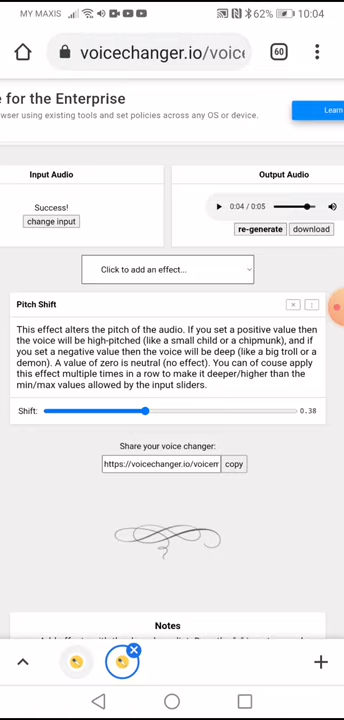 MY MAXIS 62% 10:04
voicechanger.io/voice 60
e for the Enterprise
wser using existing tools and set policies across any OS or device.
Learn
Input Audio
Output Audio
Success!
change input
0:04 / 0:05
re-generate download
Click to add an effect...
Pitch Shift
This effect alters the pitch of the audio. If you set a positive value then
the voice will be high-pitched (like a small child or a chipmunk), and if
you set a negative value then the voice will be deep (like a big troll or a
demon). A value of zero is neutral (no effect). You can of couse apply
this effect multiple times in a row to make it deeper/higher than the
min/max values allowed by the input sliders.
Shift: 0.38
Share your voice changer:
https://voicechanger.io/voicem copy
Notes